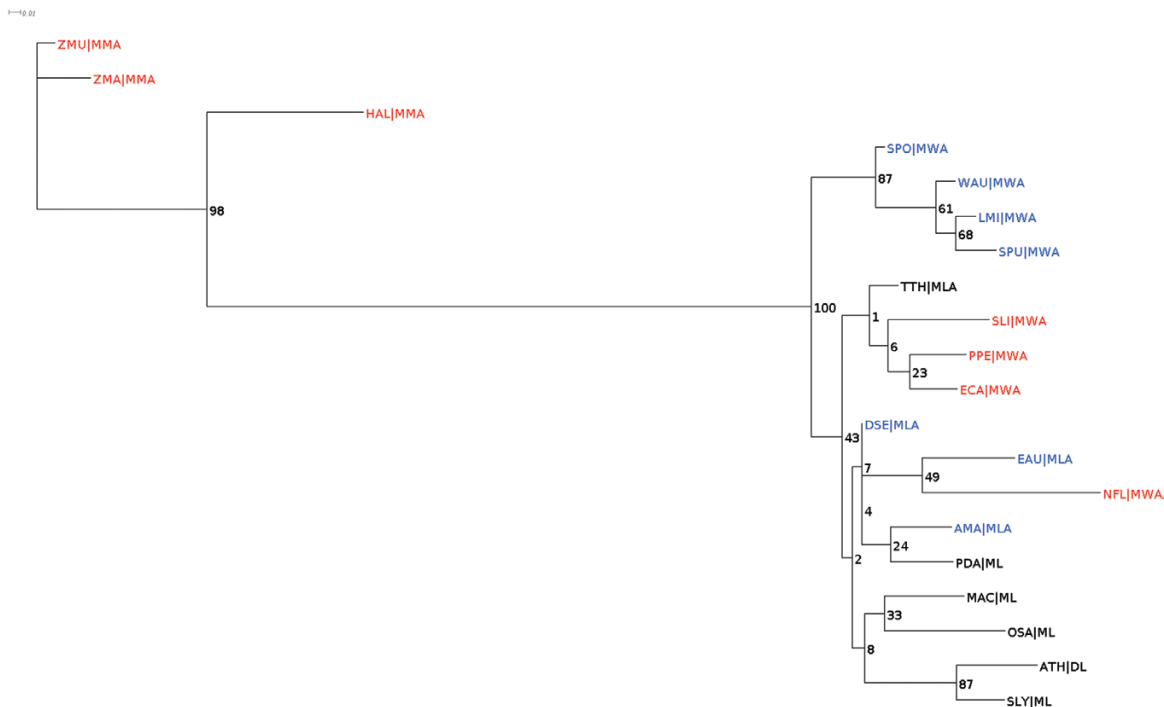 0.01
ZMU|MMA
ZMA|MMA
HAL|MMA
SPO|MWA
87
WAU|MWA
98
61
LMI|MWA
68
SPU|MWA
TTH|MLA
100
1
SLI|MWA
6
PPE|MWA
23
ECA|MWA
DSE|MLA
43
EAU|MLA
7
49
NFL|MWA
4
AMA|MLA
24
2
PDA|ML
MAC|ML
33
OSA|ML
8
ATH|DL
87
SLY|ML